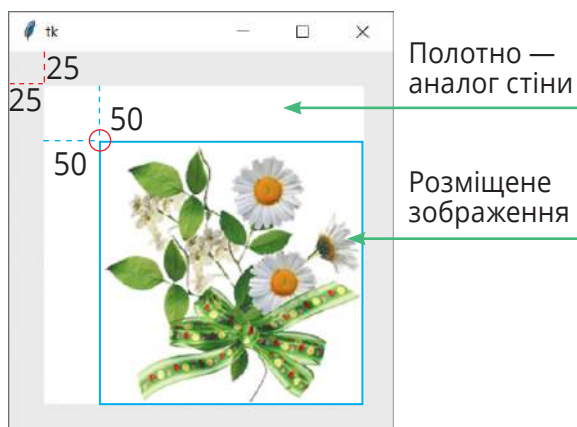 tk
25
25
50
50
Полотно —
аналог стіни
Розміщене
зображення